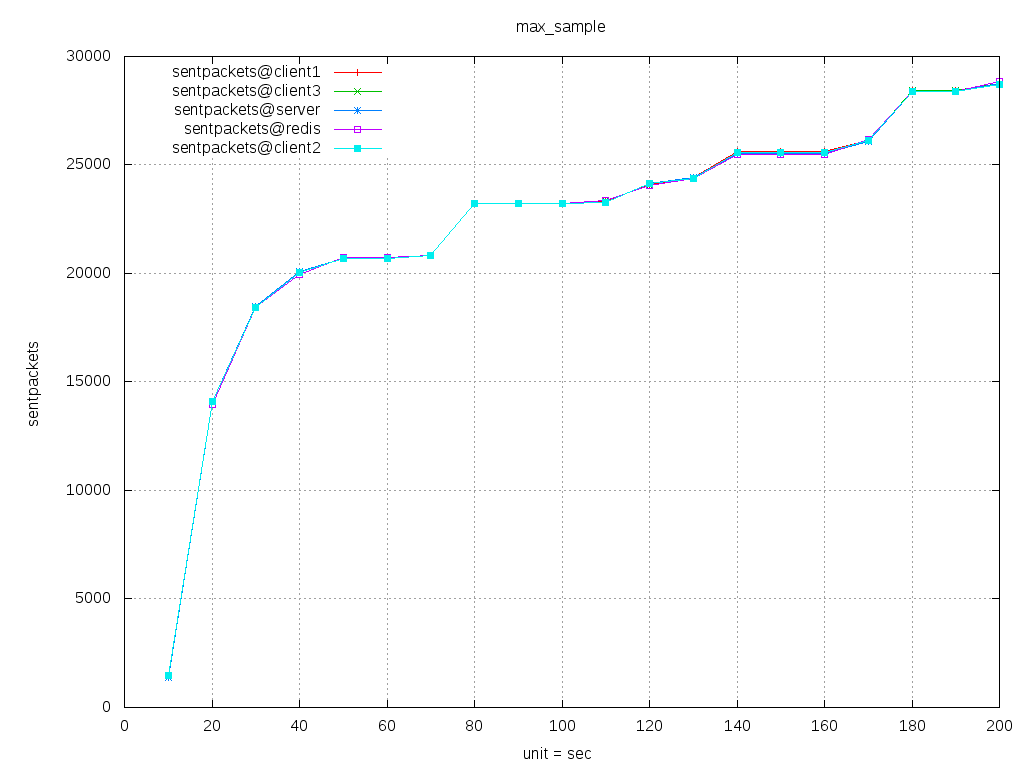 max_sample
30000
25000
20000
15000
10000
5000
0
sentpackets@client1
sentpackets@client3
sentpackets@server
sentpackets@redis
sentpackets@client2
sentpackets
0 20 40 60 80 100 120 140 160 180 200
unit = sec